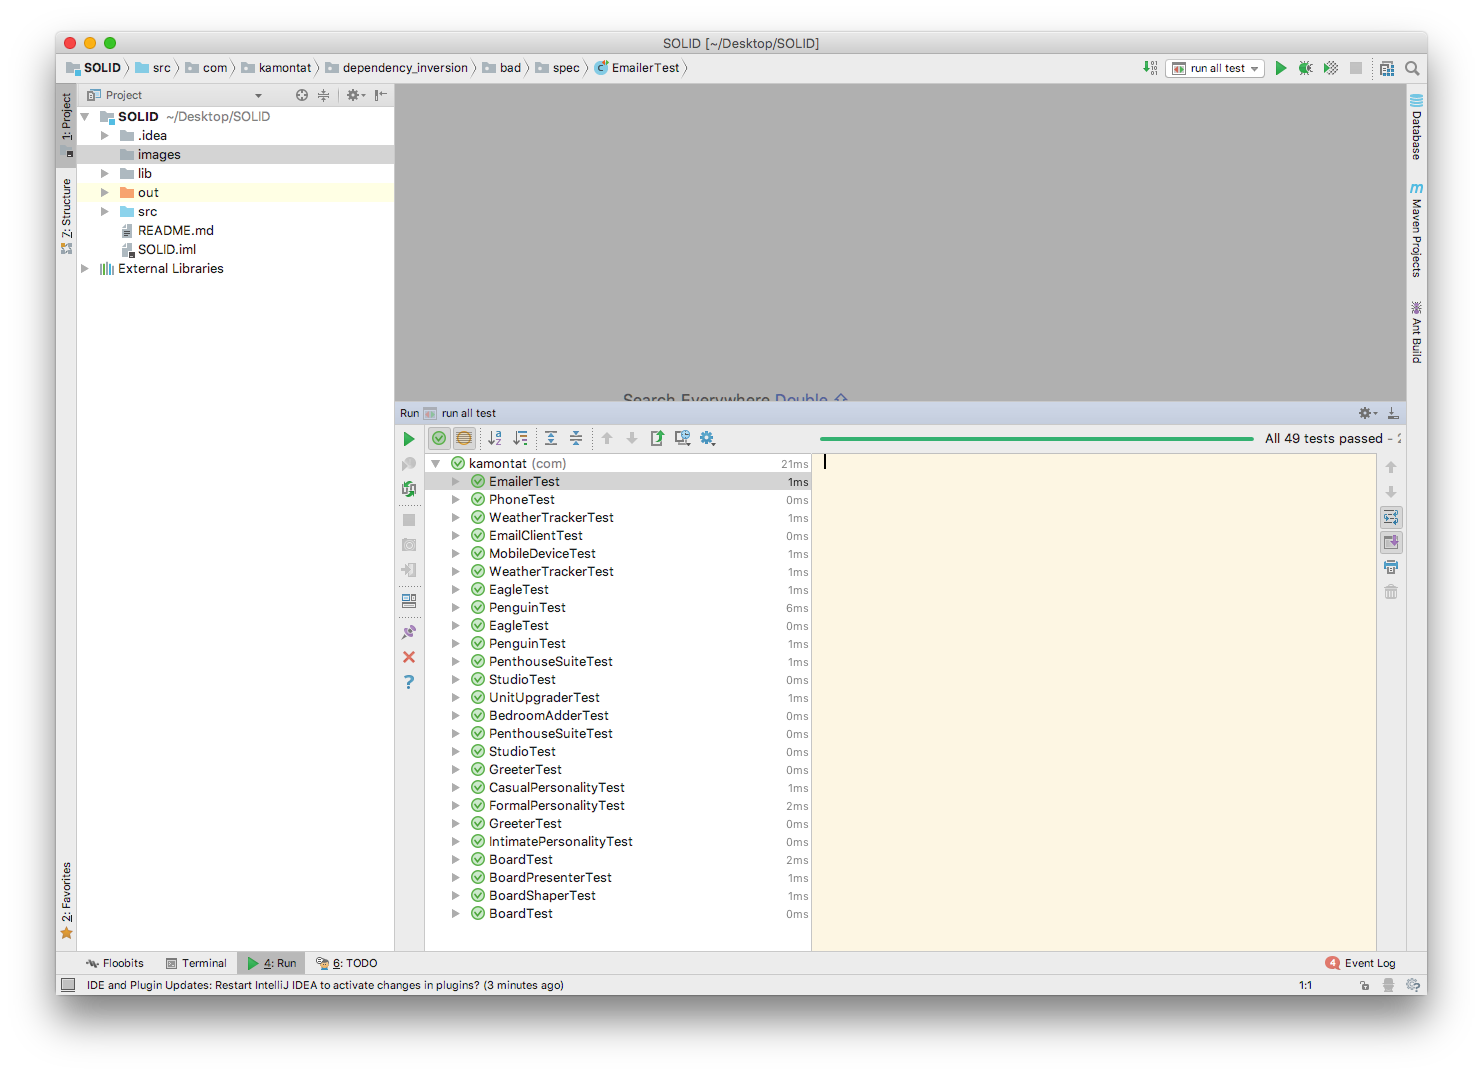 SOLID [~/Desktop/SOLID]
SOLID src com kamontat dependency_inversion bad spec EmailerTest run all test
Project
SOLID ~/Desktop/SOLID
.idea
images
lib
out
src
README.md
SOLID.iml
External Libraries
1: Project
7: Structure
2: Favorites
Database
Maven Projects
Ant Build
Search Everywhere Double
Run run all test
All 49 tests passed –
kamontat (com) 21ms
EmailerTest 1ms
PhoneTest 0ms
WeatherTrackerTest 1ms
EmailClientTest 0ms
MobileDeviceTest 1ms
WeatherTrackerTest 1ms
EagleTest 1ms
PenguinTest 6ms
EagleTest 0ms
PenguinTest 1ms
PenthouseSuiteTest 1ms
StudioTest 0ms
UnitUpgraderTest 1ms
BedroomAdderTest 0ms
PenthouseSuiteTest 0ms
StudioTest 0ms
GreeterTest 0ms
CasualPersonalityTest 1ms
FormalPersonalityTest 2ms
GreeterTest 0ms
IntimatePersonalityTest 0ms
BoardTest 2ms
BoardPresenterTest 1ms
BoardShaperTest 1ms
BoardTest 0ms
Floobits Terminal 4: Run 6: TODO 4 Event Log
IDE and Plugin Updates: Restart IntelliJ IDEA to activate changes in plugins? (3 minutes ago) 1:1